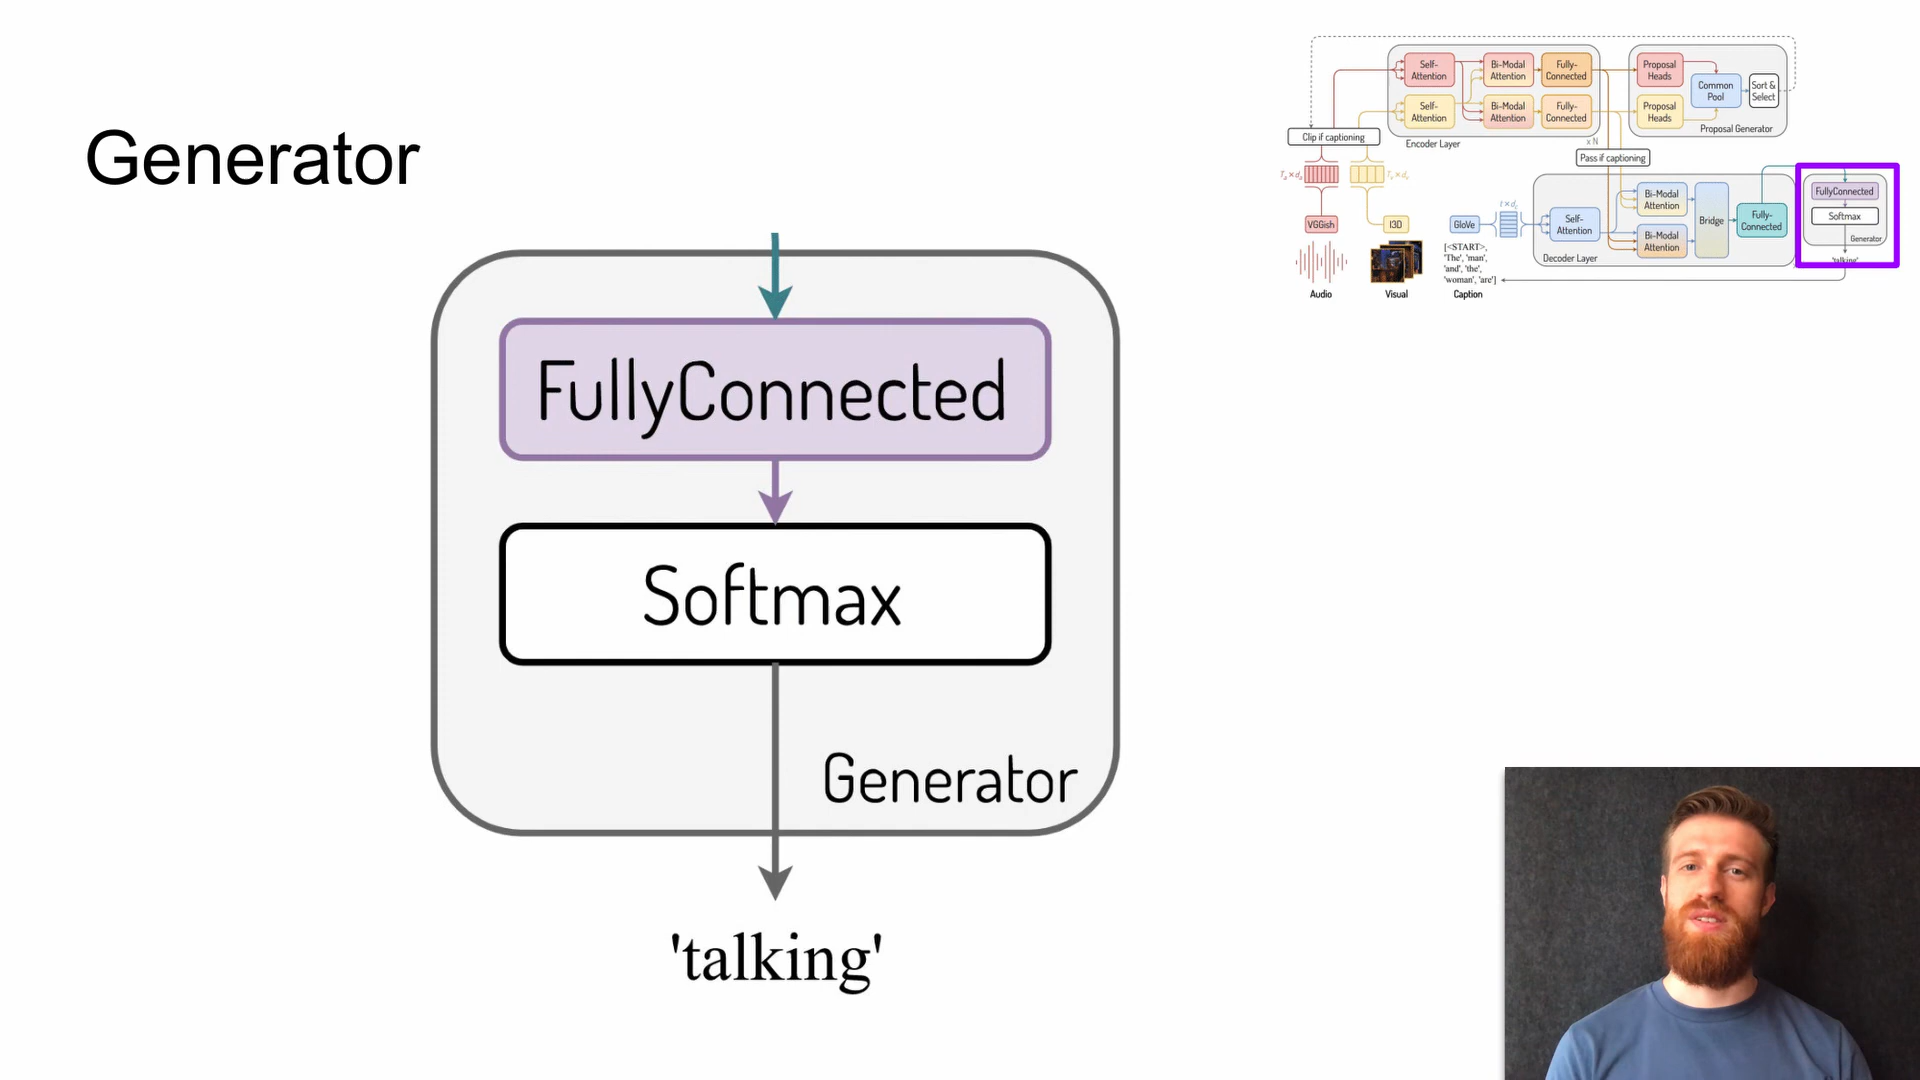 Generator
FullyConnected
Softmax
Generator
'talking'
Self-
Attention
Bi-Modal
Attention
Fully-
Connected
Self-
Attention
Bi-Modal
Attention
Fully-
Connected
Encoder Layer
x N
Proposal
Heads
Proposal
Heads
Common
Pool
Sort &
Select
Proposal Generator
Clip if captioning
Pass if captioning
VGGish
I3D
GloVe
Audio
Visual
[<START>,
'The', 'man',
and', 'the',
'woman', 'are']
Caption
Self-
Attention
Bi-Modal
Attention
Bi-Modal
Attention
Bridge
Fully-
Connected
Decoder Layer
FullyConnected
Softmax
Generator
'talking'